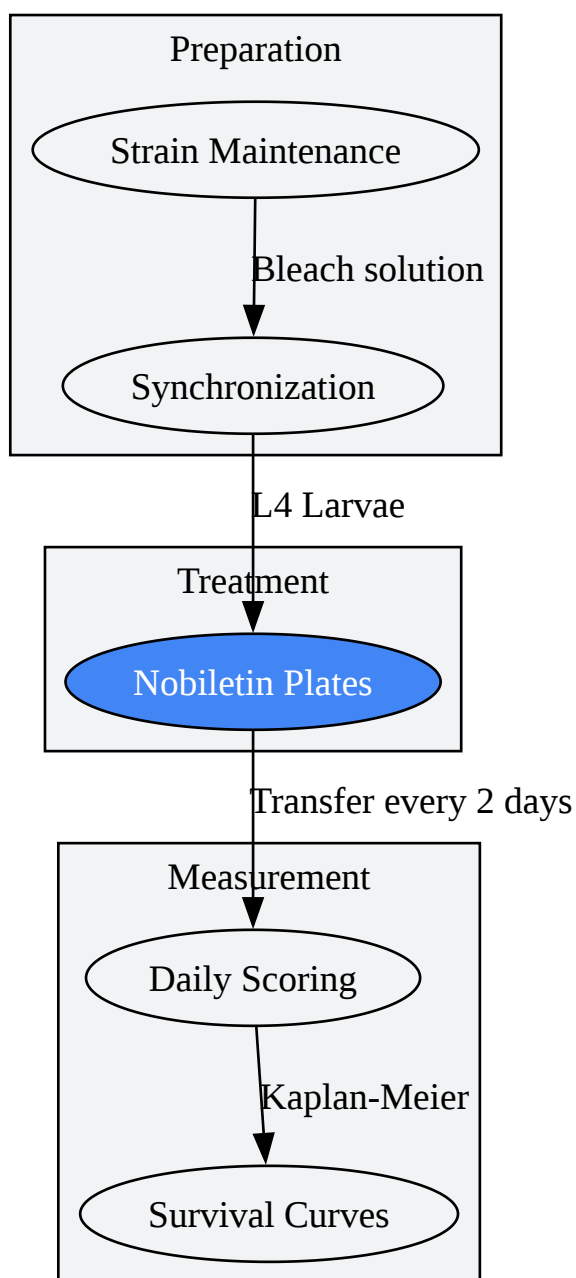 Preparation
Strain Maintenance
Bleach solution
Synchronization
L4 Larvae
Treatment
Nobiletin Plates
Transfer every 2 days
Measurement
Daily Scoring
Kaplan-Meier
Survival Curves